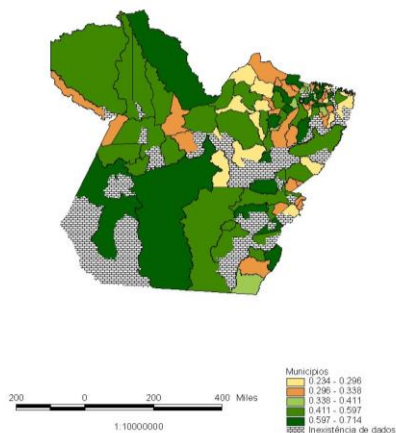 Municípios
0.234 - 0.296
0.296 - 0.338
0.338 - 0.411
0.411 - 0.597
0.597 - 0.714
Inexistência de dados
200 0 200 400 Miles
1:10000000